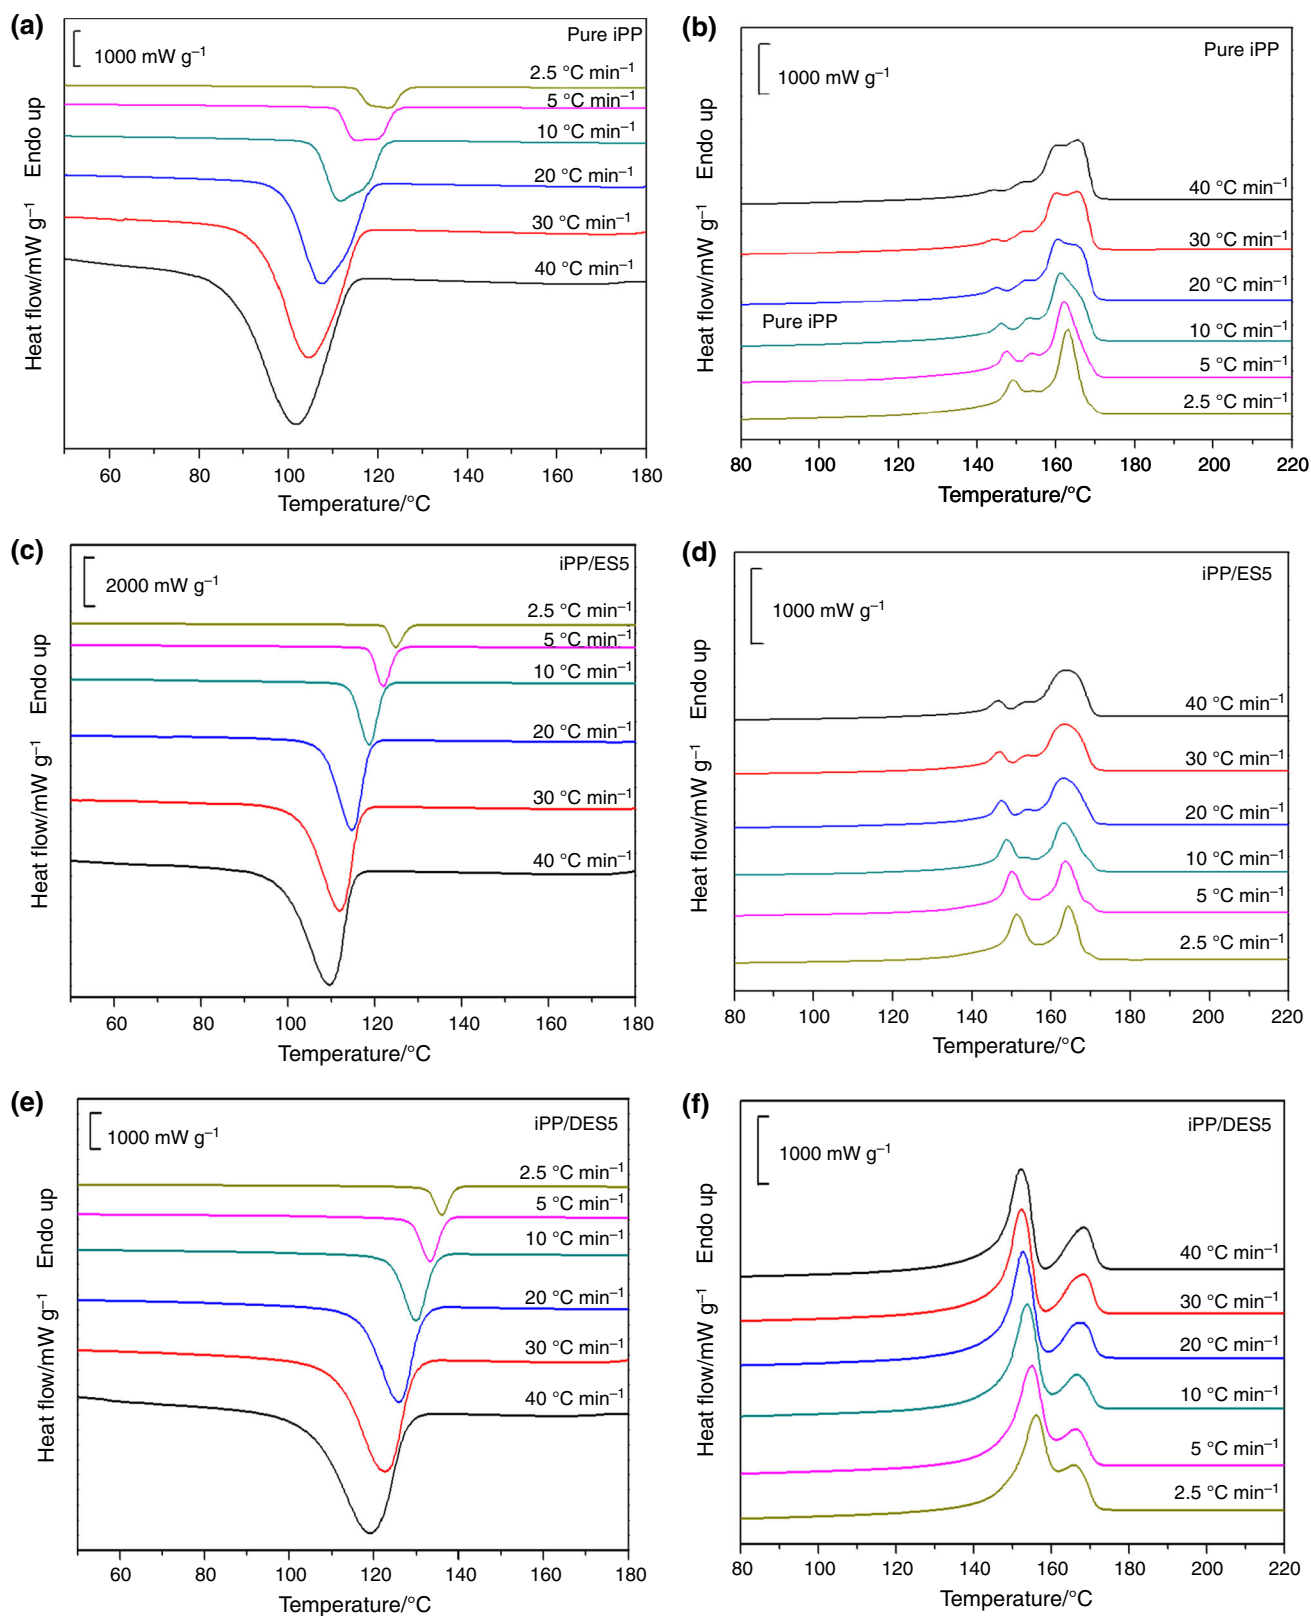 (a)
Pure iPP
1000 mW g⁻¹
2.5 °C min⁻¹
5 °C min⁻¹
10 °C min⁻¹
20 °C min⁻¹
30 °C min⁻¹
40 °C min⁻¹
Heat flow/mW g⁻¹ Endo up
60 80 100 120 140 160 180
Temperature/°C
(b)
Pure iPP
1000 mW g⁻¹
40 °C min⁻¹
30 °C min⁻¹
20 °C min⁻¹
Pure iPP
10 °C min⁻¹
5 °C min⁻¹
2.5 °C min⁻¹
Heat flow/mW g⁻¹ Endo up
80 100 120 140 160 180 200 220
Temperature/°C
(c)
iPP/ES5
2000 mW g⁻¹
2.5 °C min⁻¹
5 °C min⁻¹
10 °C min⁻¹
20 °C min⁻¹
30 °C min⁻¹
40 °C min⁻¹
Heat flow/mW g⁻¹ Endo up
60 80 100 120 140 160 180
Temperature/°C
(d)
iPP/ES5
1000 mW g⁻¹
40 °C min⁻¹
30 °C min⁻¹
20 °C min⁻¹
10 °C min⁻¹
5 °C min⁻¹
2.5 °C min⁻¹
Heat flow/mW g⁻¹ Endo up
80 100 120 140 160 180 200 220
Temperature/°C
(e)
iPP/DES5
1000 mW g⁻¹
2.5 °C min⁻¹
5 °C min⁻¹
10 °C min⁻¹
20 °C min⁻¹
30 °C min⁻¹
40 °C min⁻¹
Heat flow/mW g⁻¹ Endo up
60 80 100 120 140 160 180
Temperature/°C
(f)
iPP/DES5
1000 mW g⁻¹
40 °C min⁻¹
30 °C min⁻¹
20 °C min⁻¹
10 °C min⁻¹
5 °C min⁻¹
2.5 °C min⁻¹
Heat flow/mW g⁻¹ Endo up
80 100 120 140 160 180 200 220
Temperature/°C